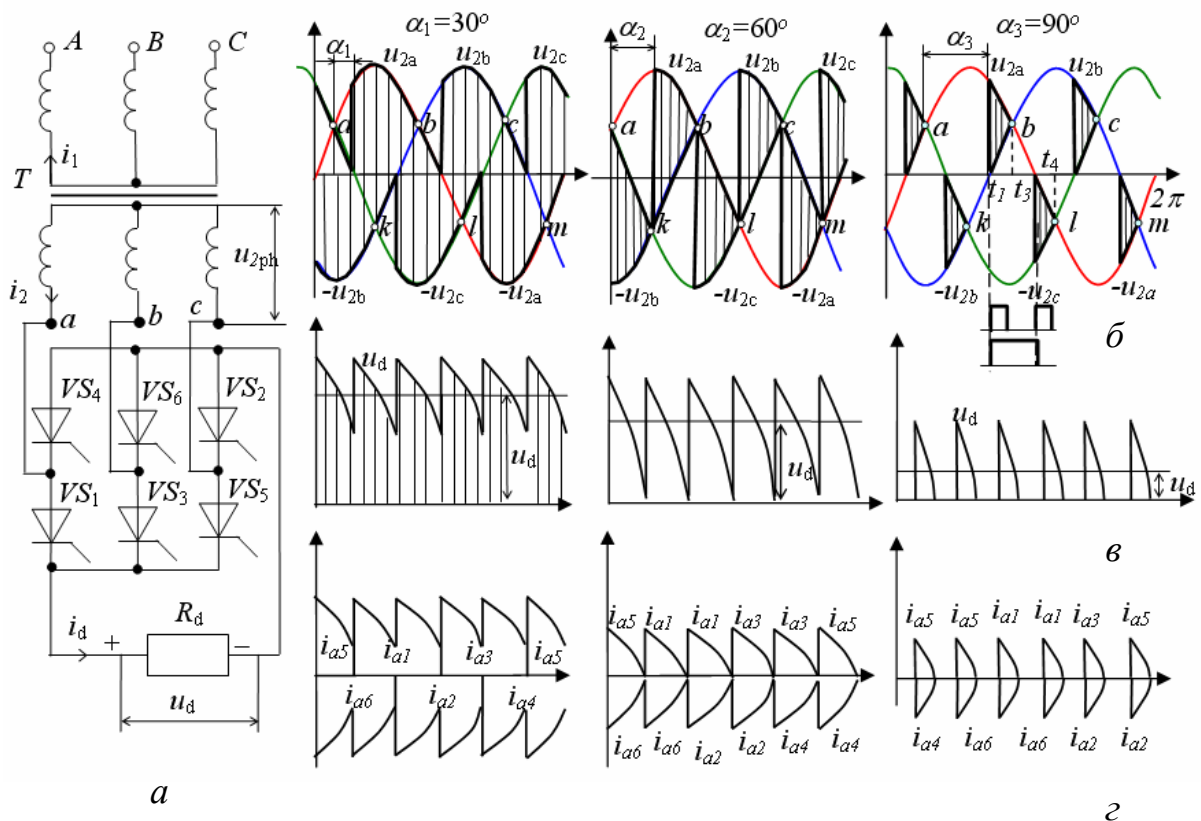 A B C
i1
T
u2ph
i2
a b c
VS4 VS6 VS2
VS1 VS3 VS5
Rd
id + −
ud
а
α1=30º
α1 u2a u2b u2c
a b c
k l m
-u2b -u2c -u2a
ud
ud
ia5 ia1 ia3 ia5
ia6 ia2 ia4
α2=60º
α2 u2a u2b u2c
a b c
k l m
-u2b -u2c -u2a
ud
ia5 ia1 ia1 ia3 ia3 ia5
ia6 ia6 ia2 ia2 ia4 ia4
α3=90º
α3 u2a u2b
a b c
t1 t3 t4
2π
k l m
-u2b -u2c -u2a
б
ud
ud
в
ia5 ia5 ia1 ia1 ia3 ia5
ia4 ia6 ia6 ia2 ia2
г